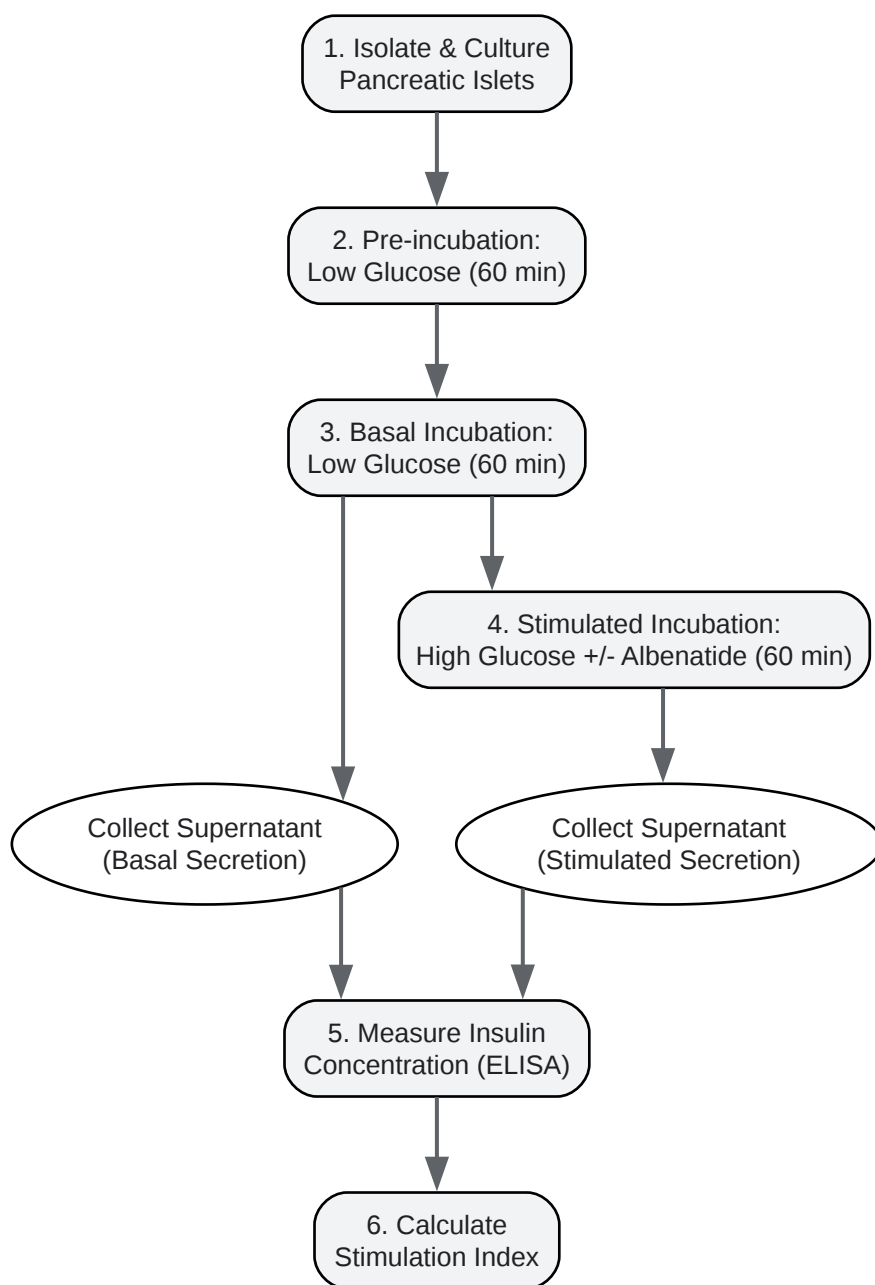 1. Isolate & Culture
Pancreatic Islets
2. Pre-incubation:
Low Glucose (60 min)
3. Basal Incubation:
Low Glucose (60 min)
4. Stimulated Incubation:
High Glucose +/- Albenatide (60 min)
Collect Supernatant
(Basal Secretion)
Collect Supernatant
(Stimulated Secretion)
5. Measure Insulin
Concentration (ELISA)
6. Calculate
Stimulation Index